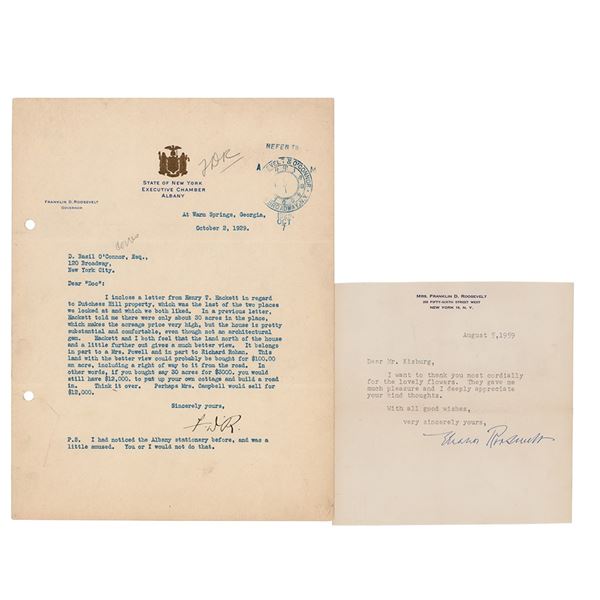 STATE OF NEW YORK
EXECUTIVE CHAMBER
ALBANY
FDR
REFER TO
FRANKLIN D. ROOSEVELT
GOVERNOR
At Warm Springs, Georgia,
October 2, 1929.
D. Basil O'Connor, Esq.,
120 Broadway,
New York City.
Dear "Doc":
I inclose a letter from Henry T. Hackett in regard
to Dutchess Hill property, which was the last of the two places
we looked at and which we both liked. In a previous letter,
Hackett told me there were only about 30 acres in the place,
which makes the acreage price very high, but the house is pretty
substantial and comfortable, even though not an architectural
gem. Hackett and I both feel that the land north of the house
and a little further out gives a much better view. It belongs
in part to a Mrs. Powell and in part to Richard Rohan. This
land with the better view could probably be bought for $100,00
an acre, including a right of way to it from the road. In
other words, if you bought say 30 acres for $3000, you would
still have $12,000. to put up your own cottage and build a road
in. Think it over. Perhaps Mrs. Campbell would sell for
$12,000.
Sincerely yours,
F D R.
P.S. I had noticed the Albany stationery before, and was a
little amused. You or I would not do that.
MRS. FRANKLIN D. ROOSEVELT
NEW YORK 19, N. Y.
August 5, 1959
Dear Mr. Kisburg,
I want to thank you most cordially
for the lovely flowers. They gave me
much pleasure and I deeply appreciate
your kind thoughts.
With all good wishes,
very sincerely yours,
Eleanor Roosevelt